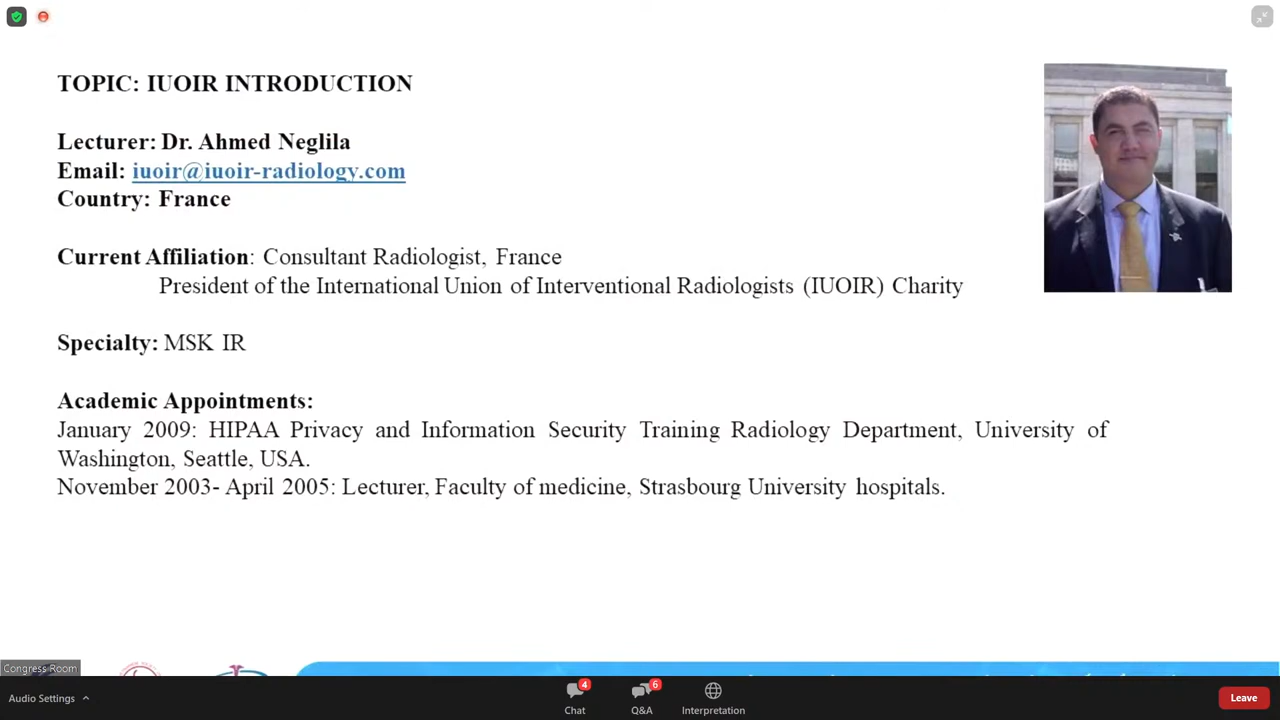 TOPIC: IUOIR INTRODUCTION
Lecturer: Dr. Ahmed Neglila
Email: iuoir@iuoir-radiology.com
Country: France
Current Affiliation: Consultant Radiologist, France
President of the International Union of Interventional Radiologists (IUOIR) Charity
Specialty: MSK IR
Academic Appointments:
January 2009: HIPAA Privacy and Information Security Training Radiology Department, University of
Washington, Seattle, USA.
November 2003- April 2005: Lecturer, Faculty of medicine, Strasbourg University hospitals.
Congress Room
Audio Settings
4
Chat
6
Q&A
Interpretation
Leave